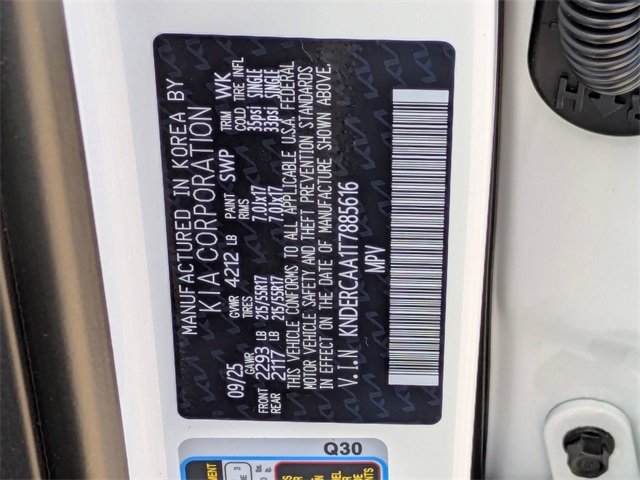 MANUFACTURED IN KOREA BY
KIA CORPORATION
09/25 GVWR 4,212 LB PAINT SWP TRIM WK
GAWR TIRES RIMS COLD TIRE INFL
FRONT 2293 LB 215/55R17 7.0Jx17 35psi SINGLE
REAR 2117 LB 215/55R17 7.0Jx17 33psi SINGLE
THIS VEHICLE CONFORMS TO ALL APPLICABLE U.S.A. FEDERAL
MOTOR VEHICLE SAFETY AND THEFT PREVENTION STANDARDS
IN EFFECT ON THE DATE OF MANUFACTURE SHOWN ABOVE.
V.I.N. KNDERCAA1T7885616
MPV
Q30